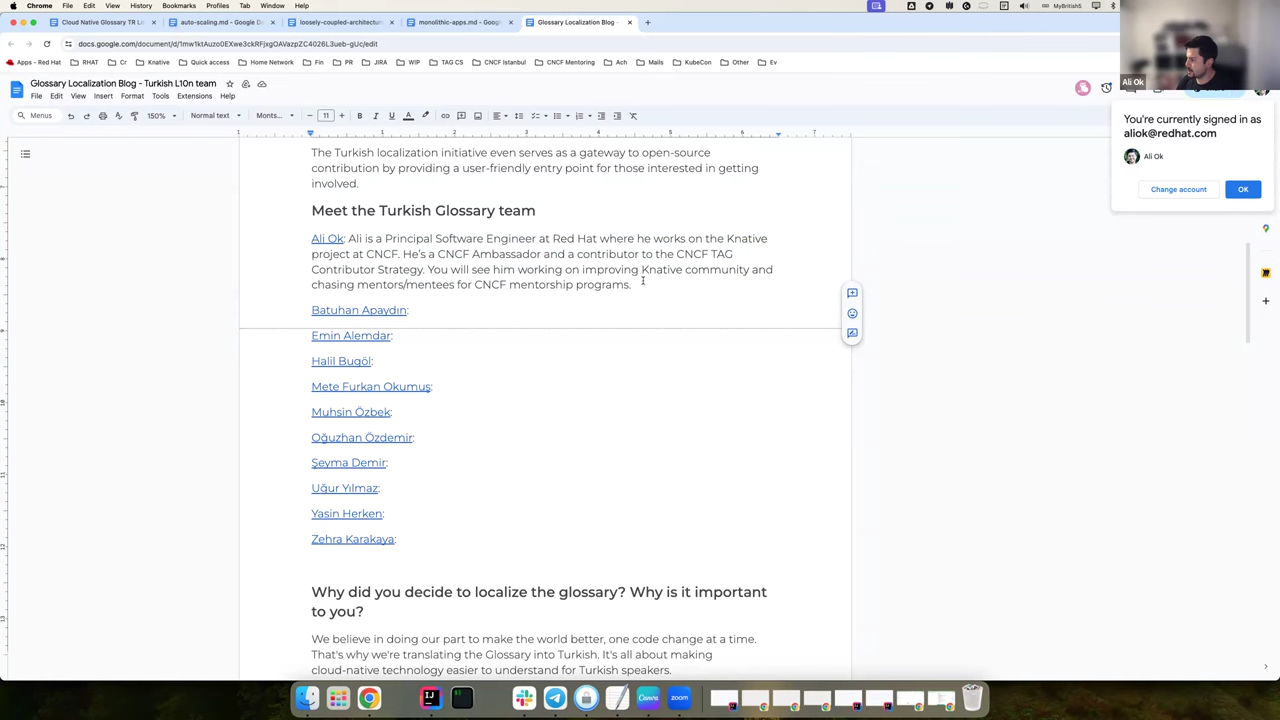 Chrome File Edit View History Bookmarks Profiles Tab Window Help
MyBritishS
Cloud Native Glossary TR Le
auto-scaling.md - Google D
loosely-coupled-architectur
monolithic-apps.md - Google
Glossary Localization Blog -
docs.google.com/document/d/1mw1ktAuzo0EXwe3ckRFjxgOAVazpZC4026L3ueb-gUc/edit
Apps - Red Hat RHAT Cr Knative Quick access Home Network Fin PR JIRA WIP TAG CS CNCF Istanbul CNCF Mentoring Ach Mails KubeCon Other Ev
Ali Ok
Glossary Localization Blog - Turkish L10n team
File Edit View Insert Format Tools Extensions Help
Menus 150% Normal text Monts... 11
You're currently signed in as
aliok@redhat.com
Ali Ok
Change account OK
The Turkish localization initiative even serves as a gateway to open-source
contribution by providing a user-friendly entry point for those interested in getting
involved.
Meet the Turkish Glossary team
Ali Ok: Ali is a Principal Software Engineer at Red Hat where he works on the Knative
project at CNCF. He's a CNCF Ambassador and a contributor to the CNCF TAG
Contributor Strategy. You will see him working on improving Knative community and
chasing mentors/mentees for CNCF mentorship programs.
Batuhan Apaydın:
Emin Alemdar:
Halil Bugöl:
Mete Furkan Okumuş:
Muhsin Özbek:
Oğuzhan Özdemir:
Şeyma Demir:
Uğur Yılmaz:
Yasin Herken:
Zehra Karakaya:
Why did you decide to localize the glossary? Why is it important
to you?
We believe in doing our part to make the world better, one code change at a time.
That's why we're translating the Glossary into Turkish. It's all about making
cloud-native technology easier to understand for Turkish speakers.